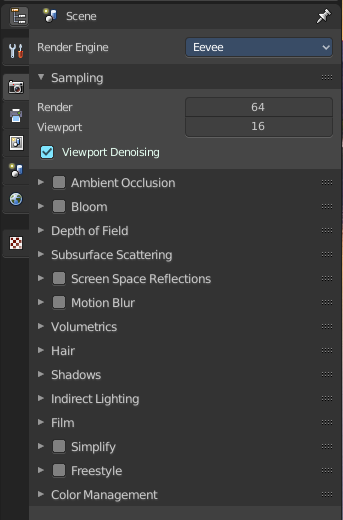 Scene
Render Engine Eevee
Sampling
Render 64
Viewport 16
Viewport Denoising
Ambient Occlusion
Bloom
Depth of Field
Subsurface Scattering
Screen Space Reflections
Motion Blur
Volumetrics
Hair
Shadows
Indirect Lighting
Film
Simplify
Freestyle
Color Management